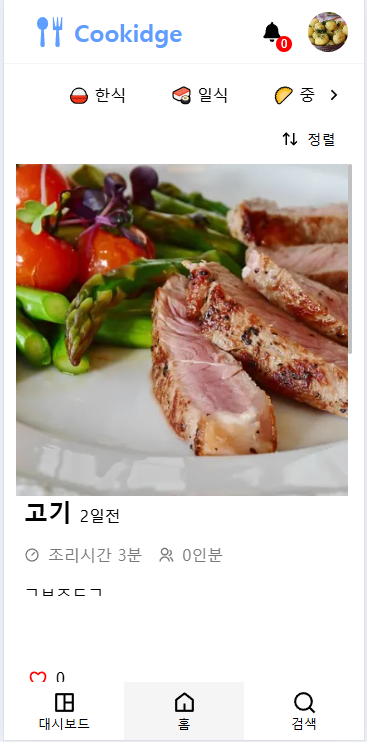 Cookidge
0
한식 일식 중
정렬
고기 2일전
조리시간 3분 0인분
ㄱㅂㅈㄷㄱ
0
대시보드 홈 검색